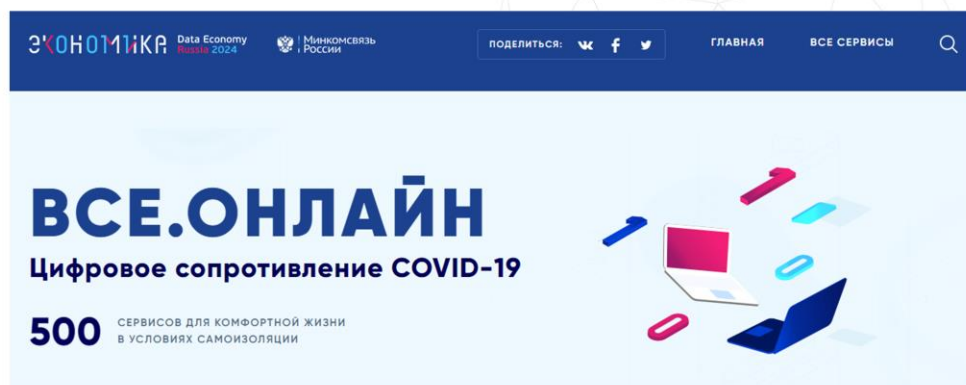 ЭКОНОМИКА Data Economy Russia 2024
Минкомсвязь России
ПОДЕЛИТЬСЯ:
ГЛАВНАЯ
ВСЕ СЕРВИСЫ
ВСЕ.ОНЛАЙН
Цифровое сопротивление COVID-19
500
СЕРВИСОВ ДЛЯ КОМФОРТНОЙ ЖИЗНИ
В УСЛОВИЯХ САМОИЗОЛЯЦИИ